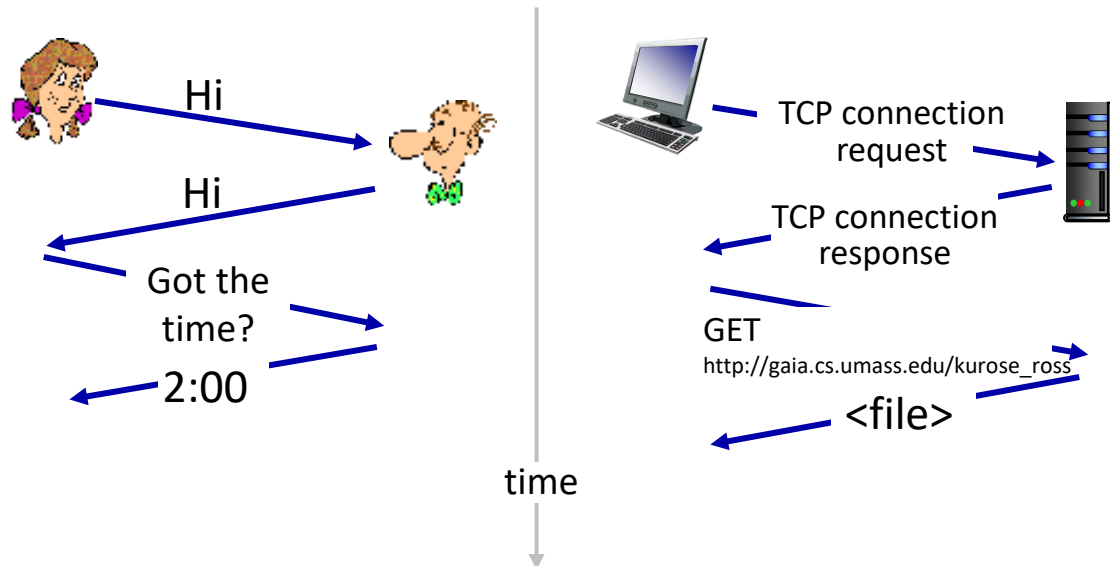 Hi
Hi
Got the
time?
2:00
TCP connection
request
TCP connection
response
GET
http://gaia.cs.umass.edu/kurose_ross
<file>
time